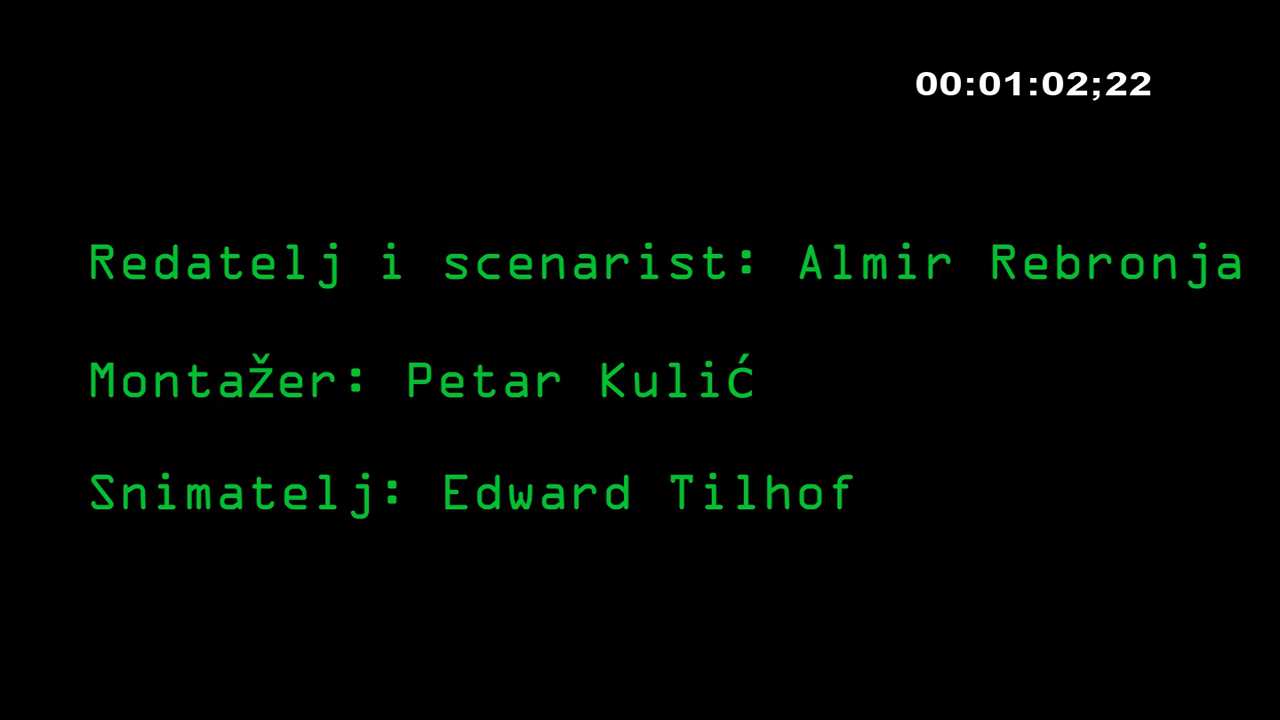 00:01:02;22
Redatelj i scenarist: Almir Rebronja
Montažer: Petar Kulić
Snimatelj: Edward Tilhof